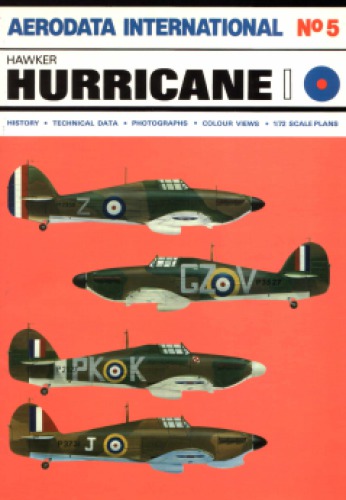 AERODATA INTERNATIONAL No5
HAWKER
HURRICANE I
HISTORY • TECHNICAL DATA • PHOTOGRAPHS • COLOUR VIEWS • 1/72 SCALE PLANS
Z
GZ V
PK K
J